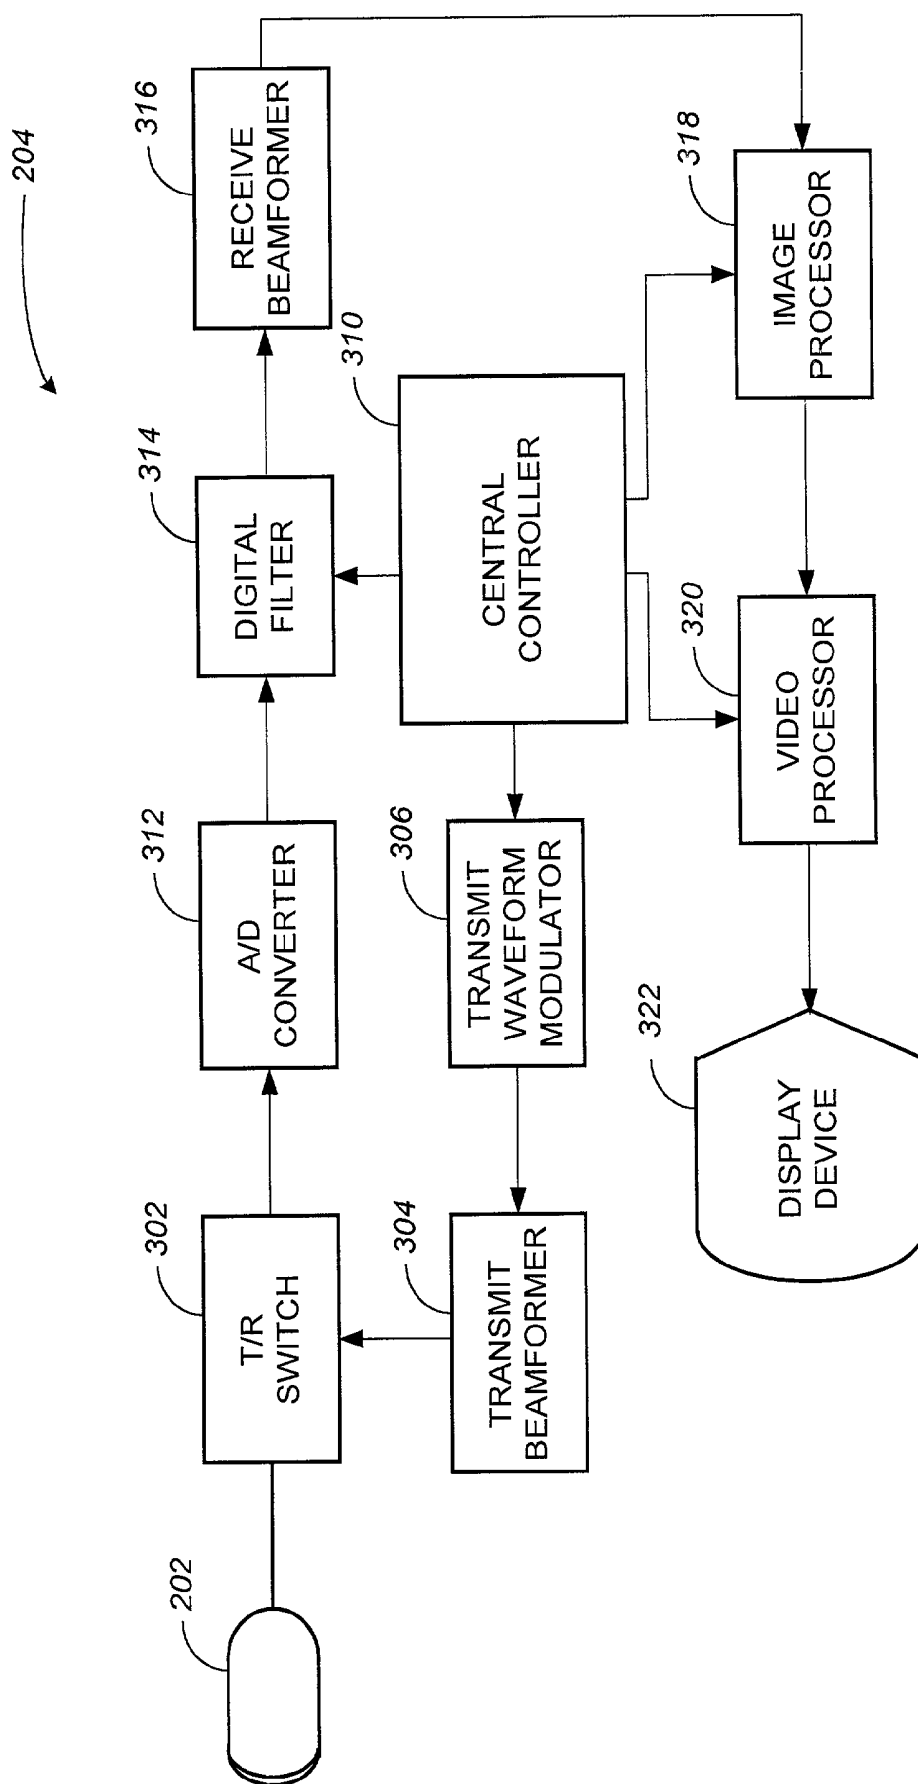 204
202
302
T/R
SWITCH
312
A/D
CONVERTER
314
DIGITAL
FILTER
316
RECEIVE
BEAMFORMER
304
TRANSMIT
BEAMFORMER
306
TRANSMIT
WAVEFORM
MODULATOR
310
CENTRAL
CONTROLLER
322
DISPLAY
DEVICE
320
VIDEO
PROCESSOR
318
IMAGE
PROCESSOR